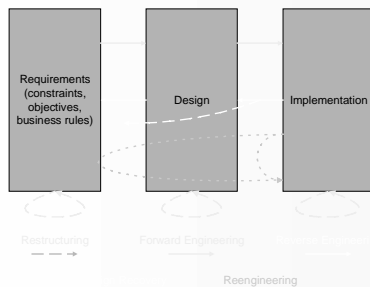 Requirements
(constraints,
objectives,
business rules)
Design
Implementation
Restructuring
Forward Engineering
Reengineering